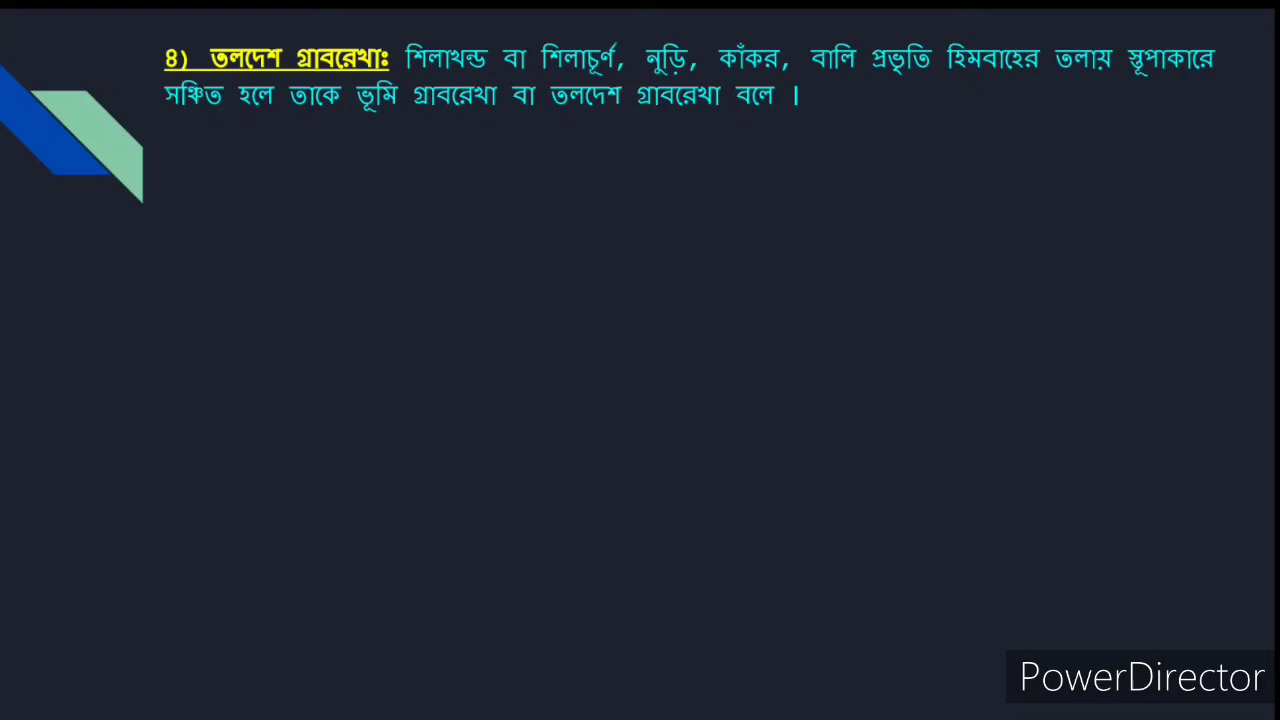 ৪) তলদেশ গ্রাবরেখাঃ শিলাখন্ড বা শিলাচূর্ণ, নুড়ি, কাঁকর, বালি প্রভৃতি হিমবাহের তলায় স্তূপাকারে
সঞ্চিত হলে তাকে ভূমি গ্রাবরেখা বা তলদেশ গ্রাবরেখা বলে ।
PowerDirector